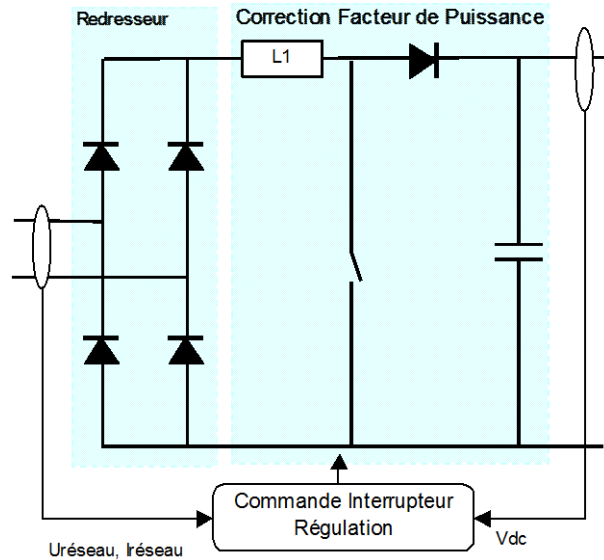 Redresseur
Correction Facteur de Puissance
L1
Commande Interrupteur
Régulation
Vdc
Uréseau, Iréseau